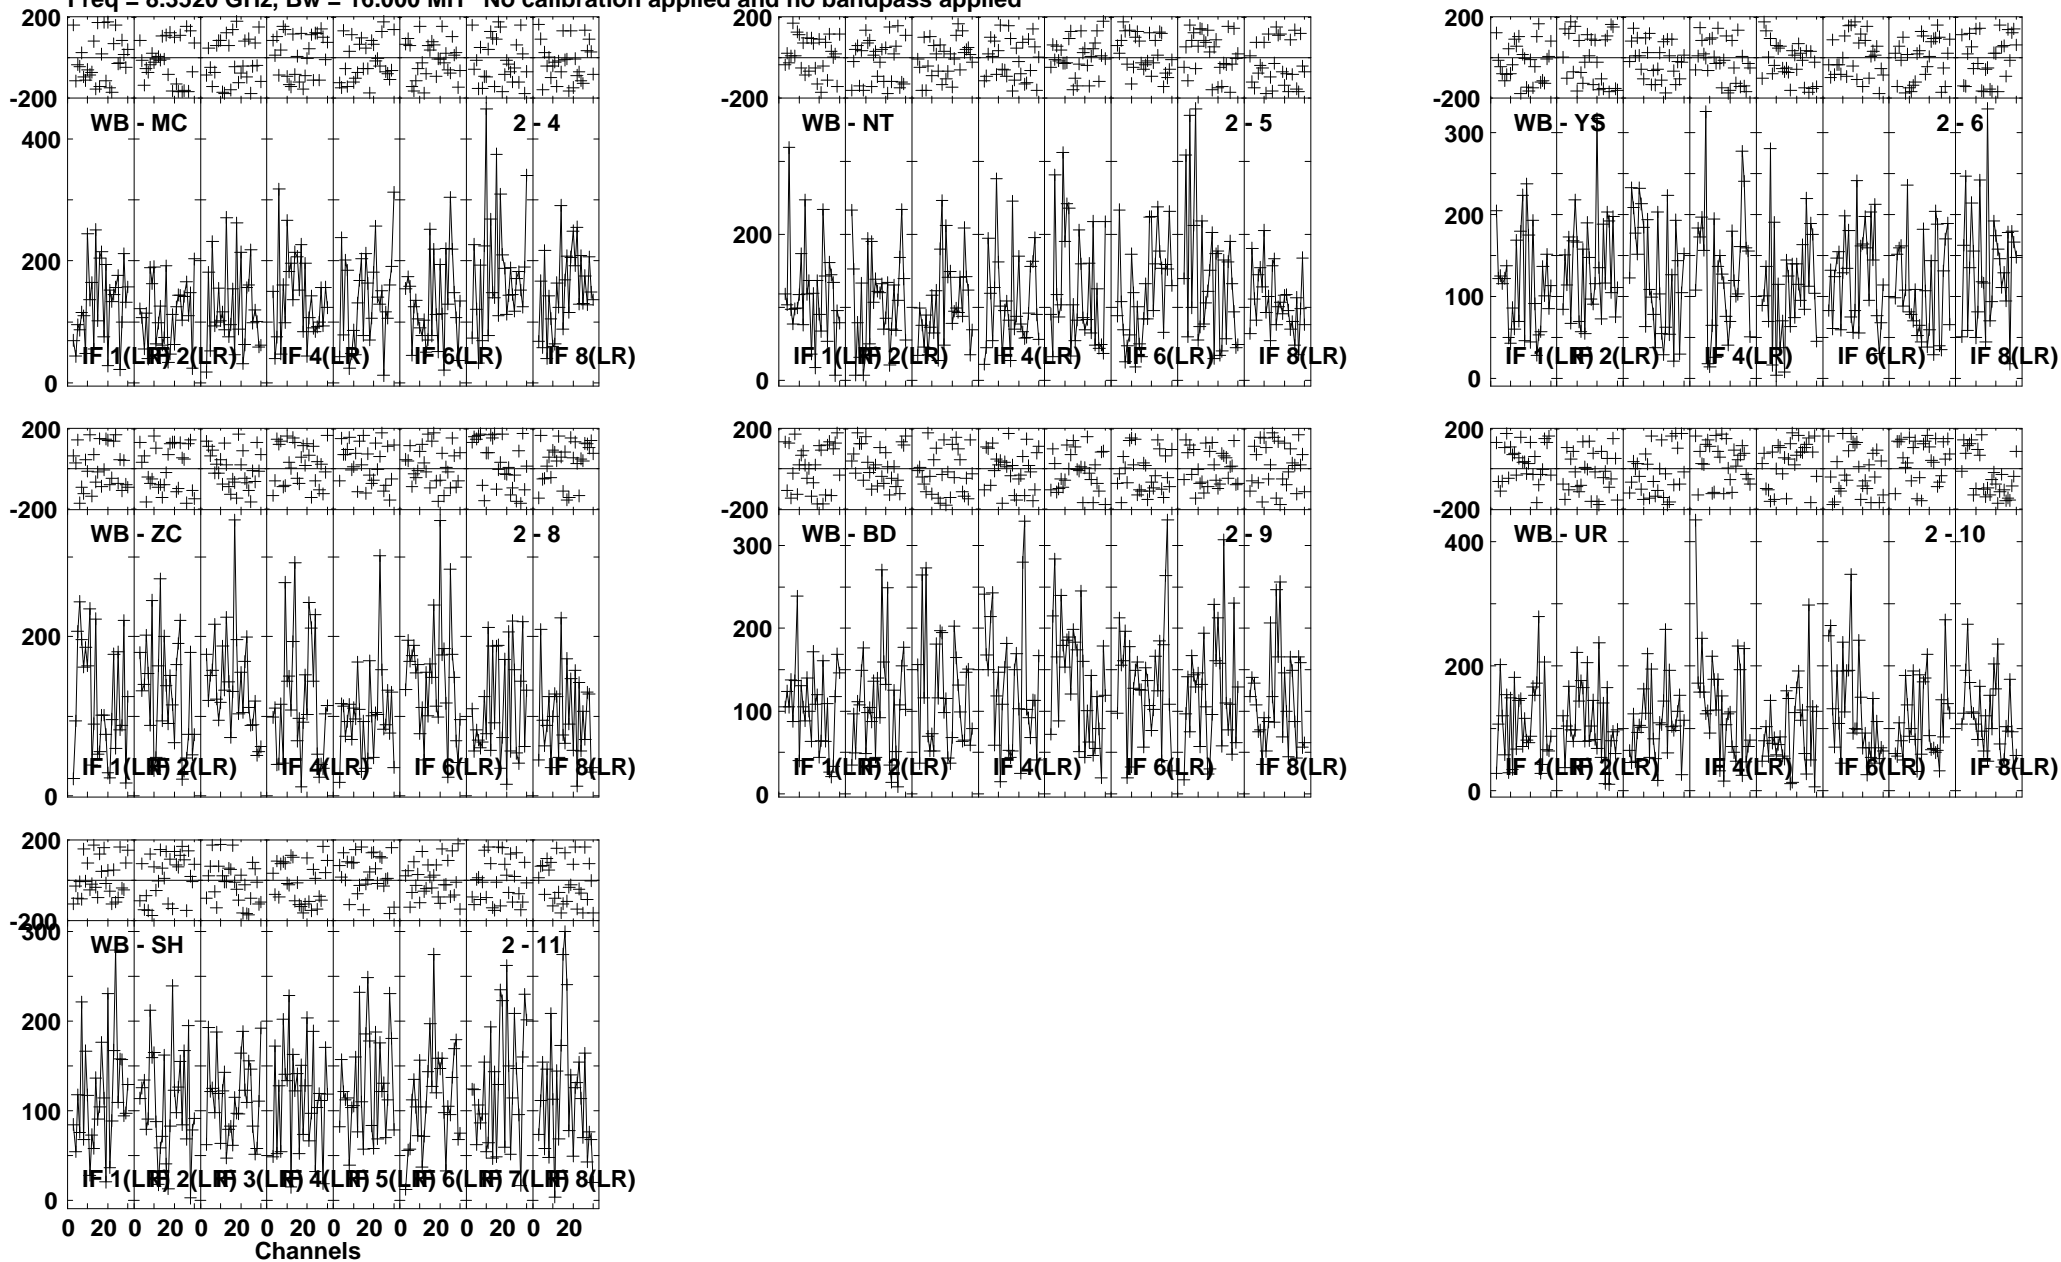 Freq = 8.3520 GHz, Bw = 16.000 MH No calibration applied and no bandpass applied
200 200 200
-200 -200 -200
WB - MC 2 - 4 WB - NT 2 - 5 WB - YS 2 - 6
400 300
200 200 200
100
IF 1(LR) IF 2(LR) IF 4(LR) IF 6(LR) IF 8(LR) IF 1(LR) IF 2(LR) IF 4(LR) IF 6(LR) IF 8(LR) IF 1(LR) IF 2(LR) IF 4(LR) IF 6(LR) IF 8(LR)
0 0 0
200 200 200
-200 -200 -200
WB - ZC 2 - 8 WB - BD 2 - 9 WB - UR 2 - 10
300 400
200 200 200
100
IF 1(LR) IF 2(LR) IF 4(LR) IF 6(LR) IF 8(LR) IF 1(LR) IF 2(LR) IF 4(LR) IF 6(LR) IF 8(LR) IF 1(LR) IF 2(LR) IF 4(LR) IF 6(LR) IF 8(LR)
0 0 0
200
-200
300
WB - SH 2 - 11
200
100
IF 1(LR) IF 2(LR) IF 3(LR) IF 4(LR) IF 5(LR) IF 6(LR) IF 7(LR) IF 8(LR)
0
0 20 0 20 0 20 0 20 0 20 0 20 0 20 0 20
Channels